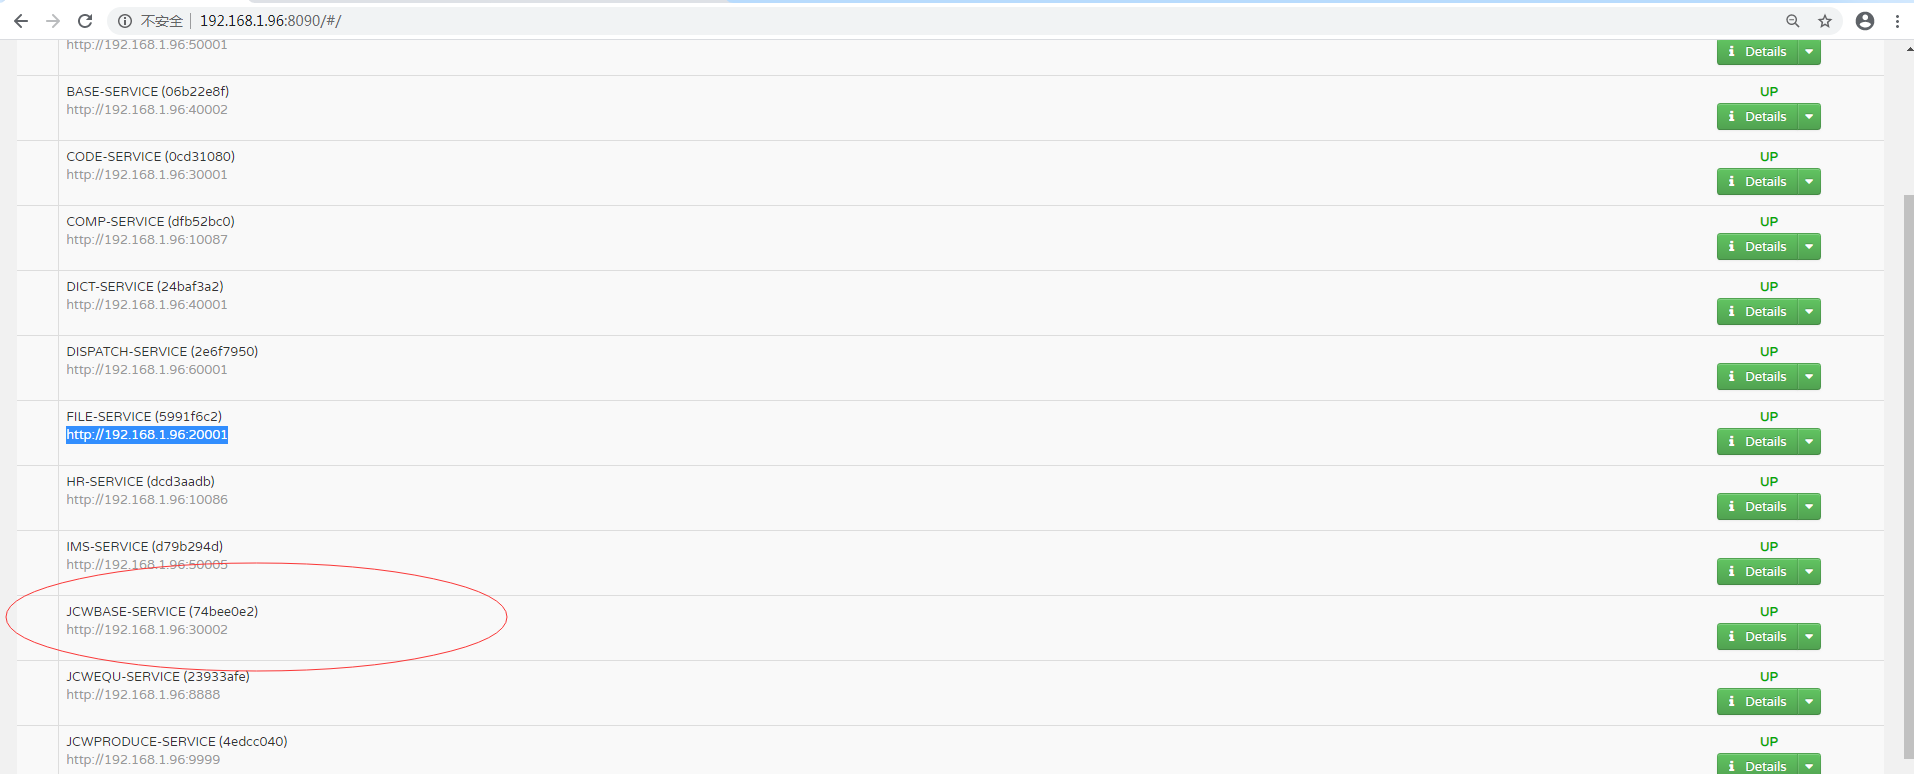 不安全 192.168.1.96:8090/#/
http://192.168.1.96:50001
Details
BASE-SERVICE (06b22e8f)
UP
http://192.168.1.96:40002
Details
CODE-SERVICE (0cd31080)
UP
http://192.168.1.96:30001
Details
COMP-SERVICE (dfb52bc0)
UP
http://192.168.1.96:10087
Details
DICT-SERVICE (24baf3a2)
UP
http://192.168.1.96:40001
Details
DISPATCH-SERVICE (2e6f7950)
UP
http://192.168.1.96:60001
Details
FILE-SERVICE (5991f6c2)
UP
http://192.168.1.96:20001
Details
HR-SERVICE (dcd3aadb)
UP
http://192.168.1.96:10086
Details
IMS-SERVICE (d79b294d)
UP
http://192.168.1.96:50005
Details
JCWBASE-SERVICE (74bee0e2)
UP
http://192.168.1.96:30002
Details
JCWEQU-SERVICE (23933afe)
UP
http://192.168.1.96:8888
Details
JCWPRODUCE-SERVICE (4edcc040)
UP
http://192.168.1.96:9999
Details